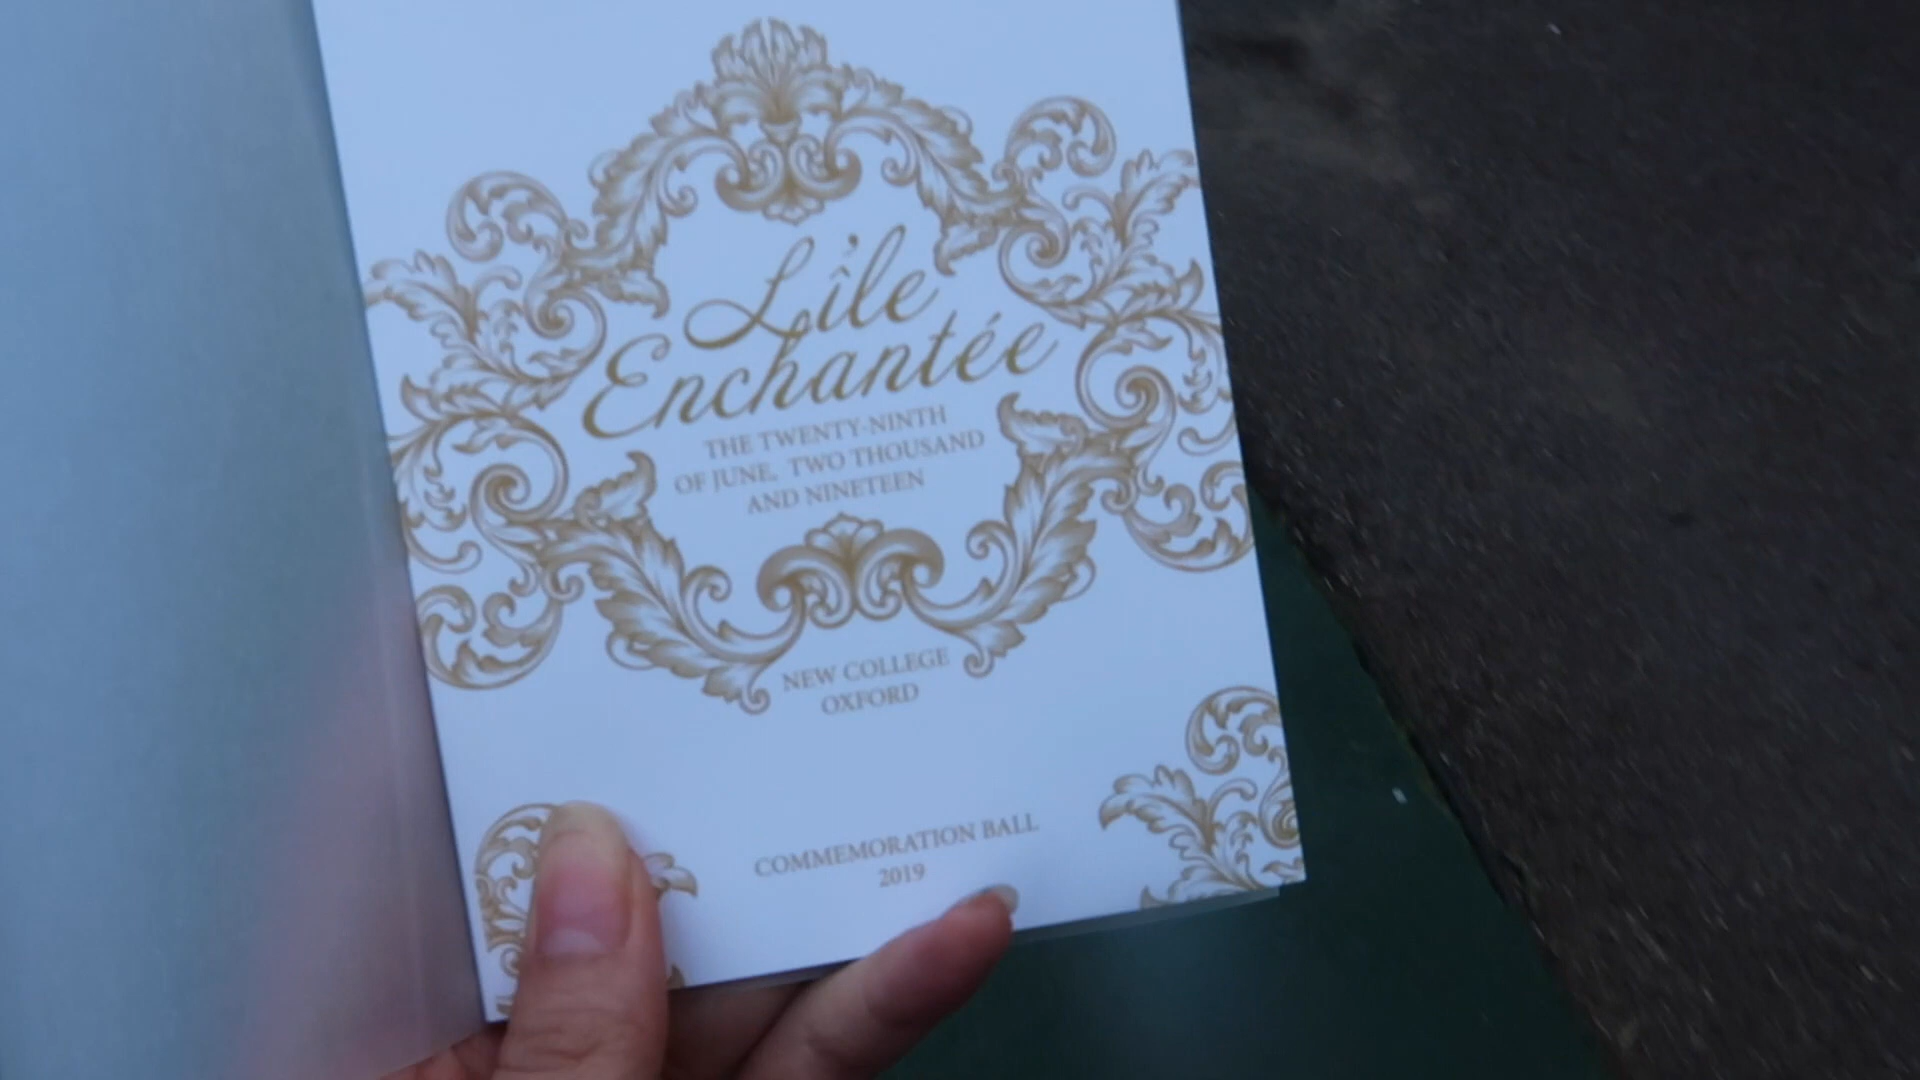 L'île
Enchantée
THE TWENTY-NINTH
OF JUNE, TWO THOUSAND
AND NINETEEN
NEW COLLEGE
OXFORD
COMMEMORATION BALL
2019